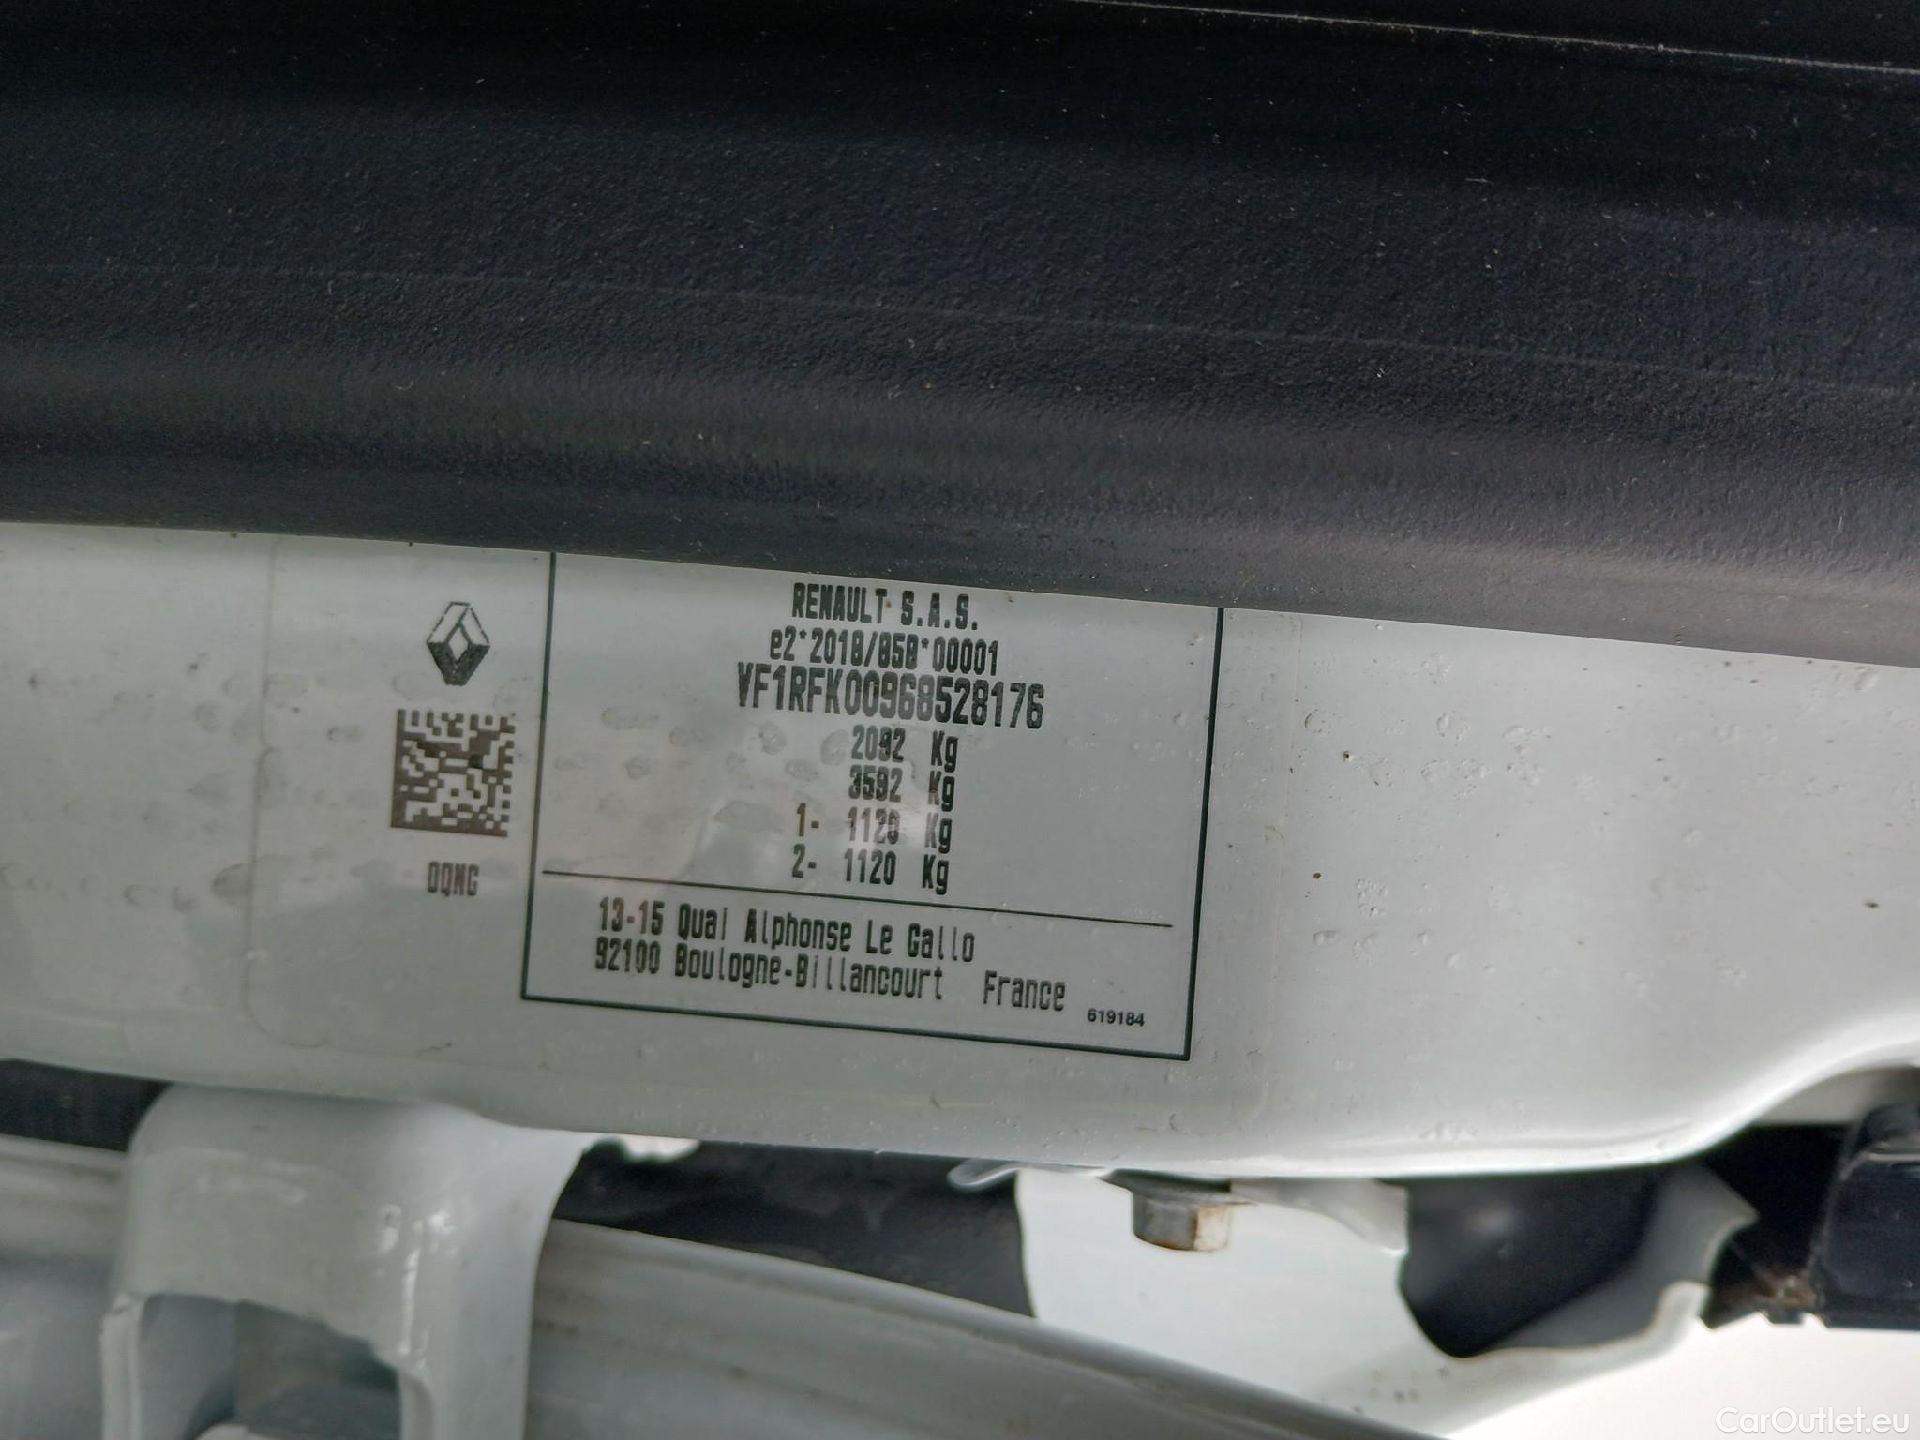 RENAULT S.A.S.
e2*2018/858*00001
VF1RFK00968528176
2092 Kg
3592 Kg
1- 1120 Kg
2- 1120 Kg
DQNG
13-15 Quai Alphonse Le Gallo
92100 Boulogne-Billancourt France
619184
CarOutlet.eu